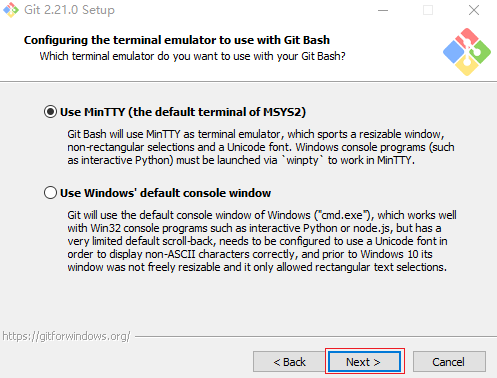 Git 2.21.0 Setup
Configuring the terminal emulator to use with Git Bash
Which terminal emulator do you want to use with your Git Bash?
Use MinTTY (the default terminal of MSYS2)
Git Bash will use MinTTY as terminal emulator, which sports a resizable window,
non-rectangular selections and a Unicode font. Windows console programs (such
as interactive Python) must be launched via `winpty` to work in MinTTY.
Use Windows' default console window
Git will use the default console window of Windows ("cmd.exe"), which works well
with Win32 console programs such as interactive Python or node.js, but has a
very limited default scroll-back, needs to be configured to use a Unicode font in
order to display non-ASCII characters correctly, and prior to Windows 10 its
window was not freely resizable and it only allowed rectangular text selections.
https://gitforwindows.org/
< Back Next > Cancel